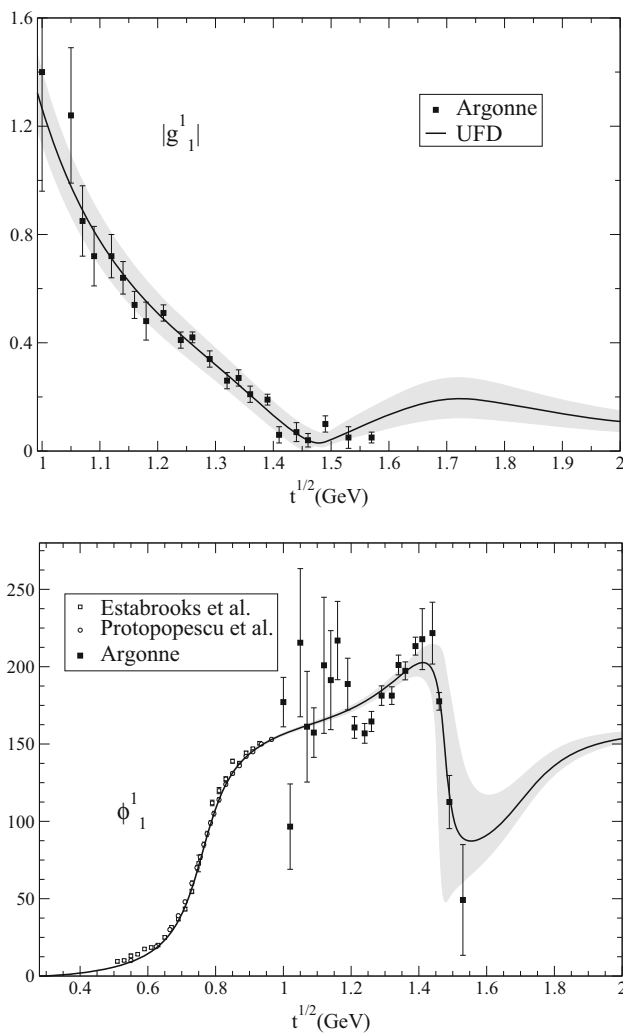 1.6
1.2
0.8
0.4
0
|g¹₁|
Argonne
UFD
1 1.1 1.2 1.3 1.4 1.5 1.6 1.7 1.8 1.9 2
t^{1/2}(GeV)
250
200
150
100
50
0
Estabrooks et al.
Protopopescu et al.
Argonne
ϕ¹₁
0.4 0.6 0.8 1 1.2 1.4 1.6 1.8 2
t^{1/2}(GeV)